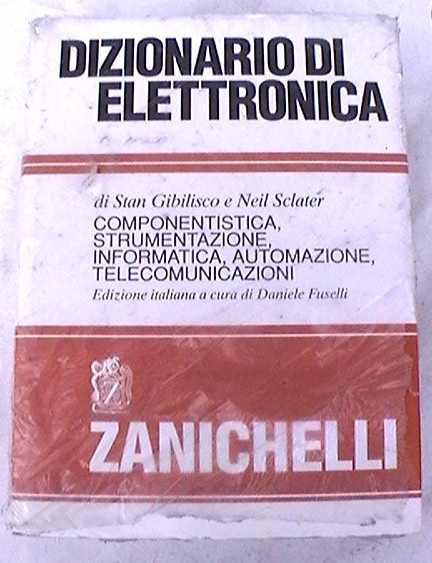 DIZIONARIO DI
ELETTRONICA
di Stan Gibilisco e Neil Sclater
COMPONENTISTICA,
STRUMENTAZIONE,
INFORMATICA, AUTOMAZIONE,
TELECOMUNICAZIONI
Edizione italiana a cura di Daniele Fuselli
Z
ZANICHELLI